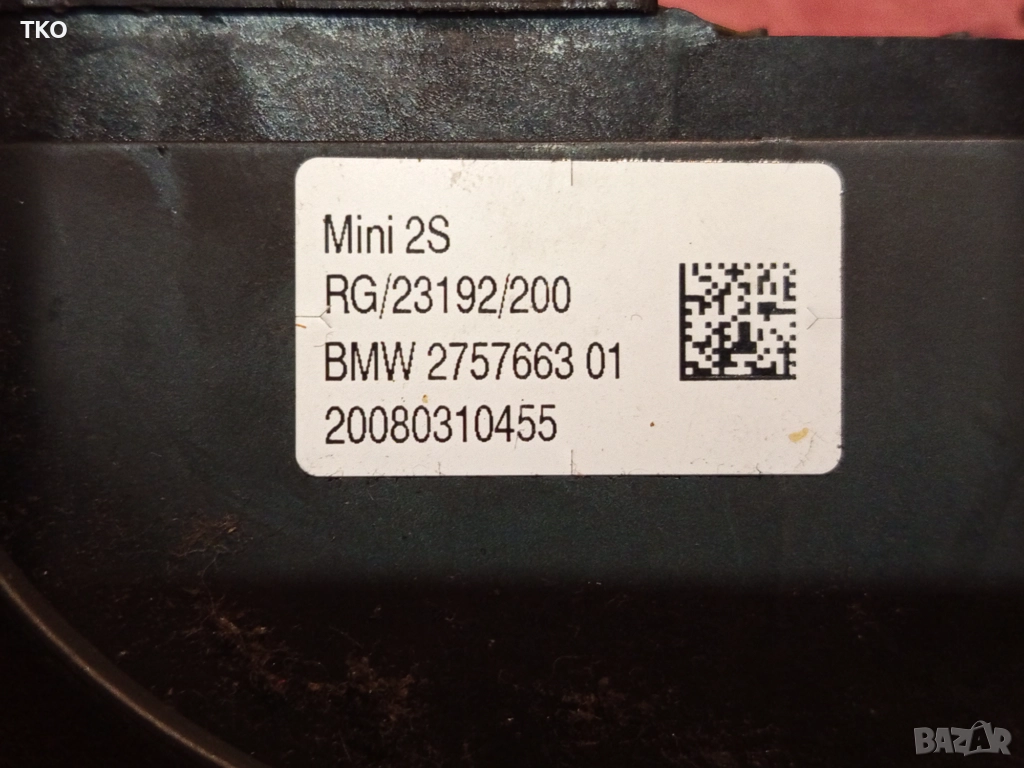 TKO
Mini 2S
RG/23192/200
BMW 2757663 01
20080310455
BAZAR